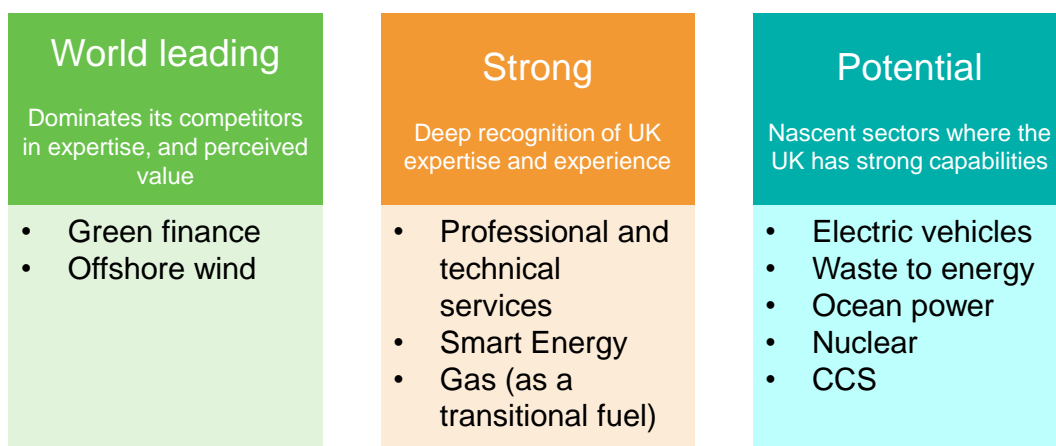 World leading
Dominates its competitors
in expertise, and perceived
value
• Green finance
• Offshore wind
Strong
Deep recognition of UK
expertise and experience
• Professional and
technical
services
• Smart Energy
• Gas (as a
transitional fuel)
Potential
Nascent sectors where the
UK has strong capabilities
• Electric vehicles
• Waste to energy
• Ocean power
• Nuclear
• CCS